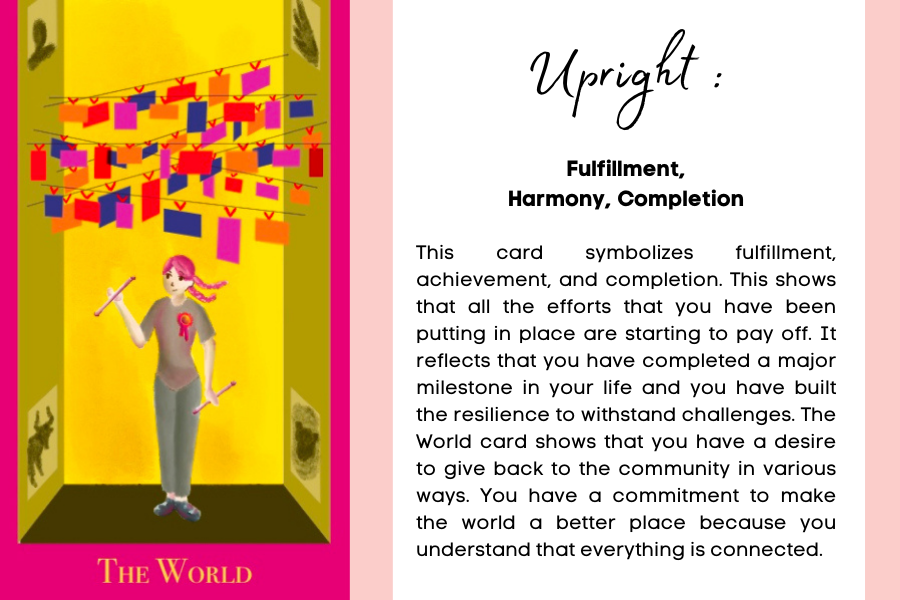 THE WORLD
Upright :
Fulfillment,
Harmony, Completion
This card symbolizes fulfillment,
achievement, and completion. This shows
that all the efforts that you have been
putting in place are starting to pay off. It
reflects that you have completed a major
milestone in your life and you have built
the resilience to withstand challenges. The
World card shows that you have a desire
to give back to the community in various
ways. You have a commitment to make
the world a better place because you
understand that everything is connected.